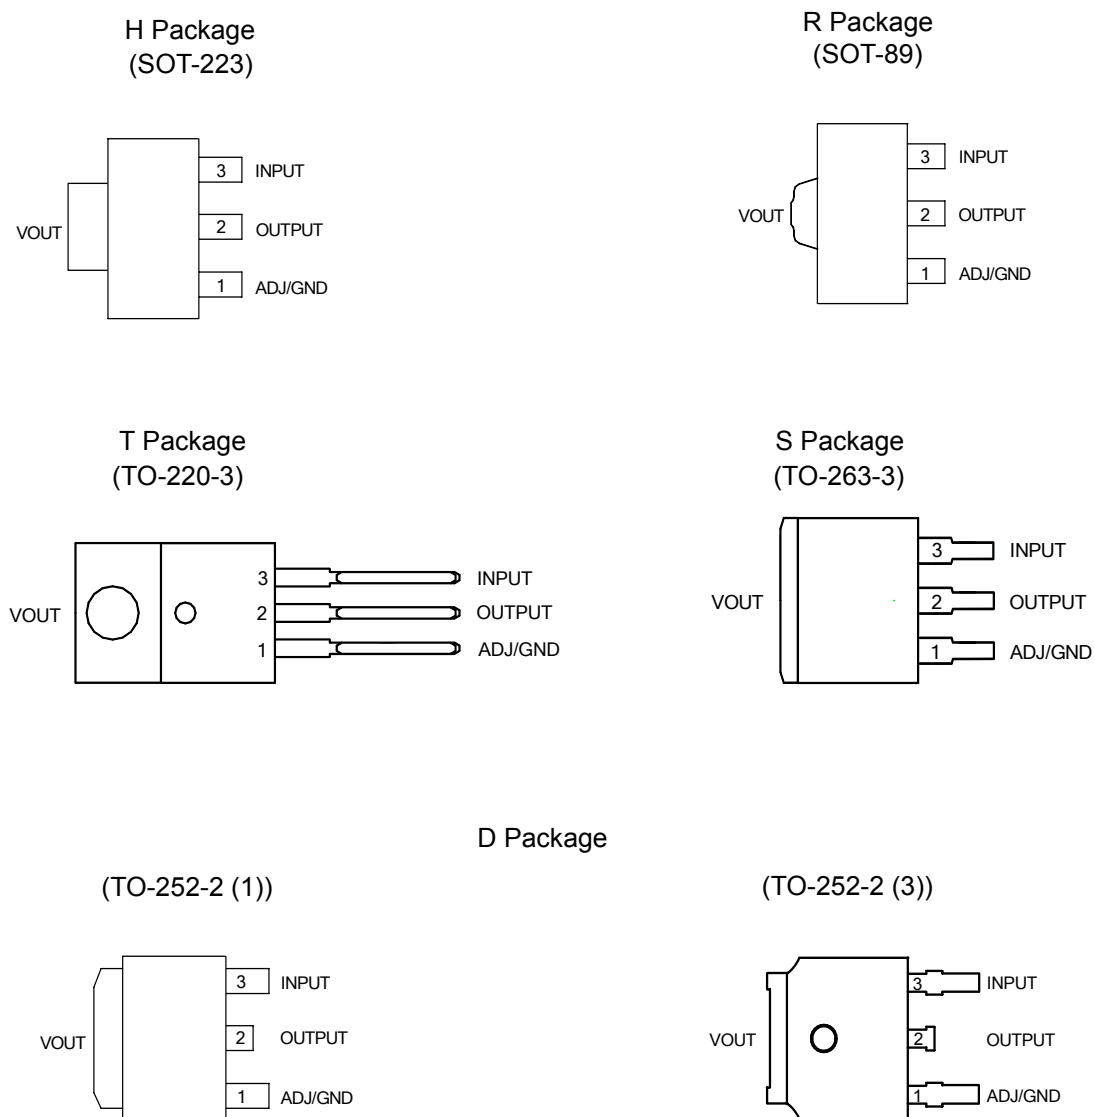 H Package
(SOT-223)
VOUT
3 INPUT
2 OUTPUT
1 ADJ/GND
R Package
(SOT-89)
VOUT
3 INPUT
2 OUTPUT
1 ADJ/GND
T Package
(TO-220-3)
VOUT
3 INPUT
2 OUTPUT
1 ADJ/GND
S Package
(TO-263-3)
VOUT
3 INPUT
2 OUTPUT
1 ADJ/GND
D Package
(TO-252-2 (1))
VOUT
3 INPUT
2 OUTPUT
1 ADJ/GND
(TO-252-2 (3))
VOUT
3 INPUT
2 OUTPUT
1 ADJ/GND